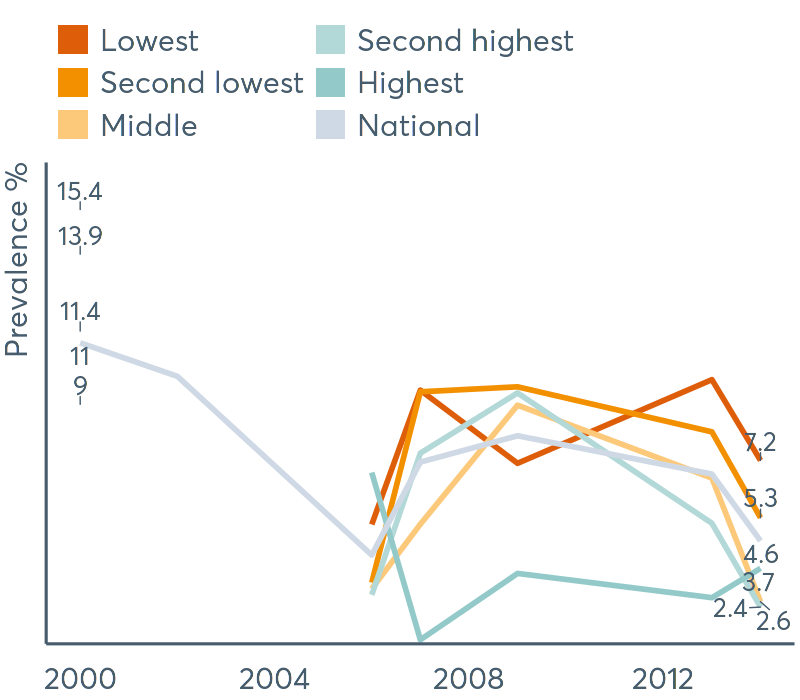 Lowest
Second highest
Second lowest
Highest
Middle
National
Prevalence %
15.4
13.9
11.4
11
9
7.2
5.3
4.6
3.7
2.4
2.6
2000
2004
2008
2012